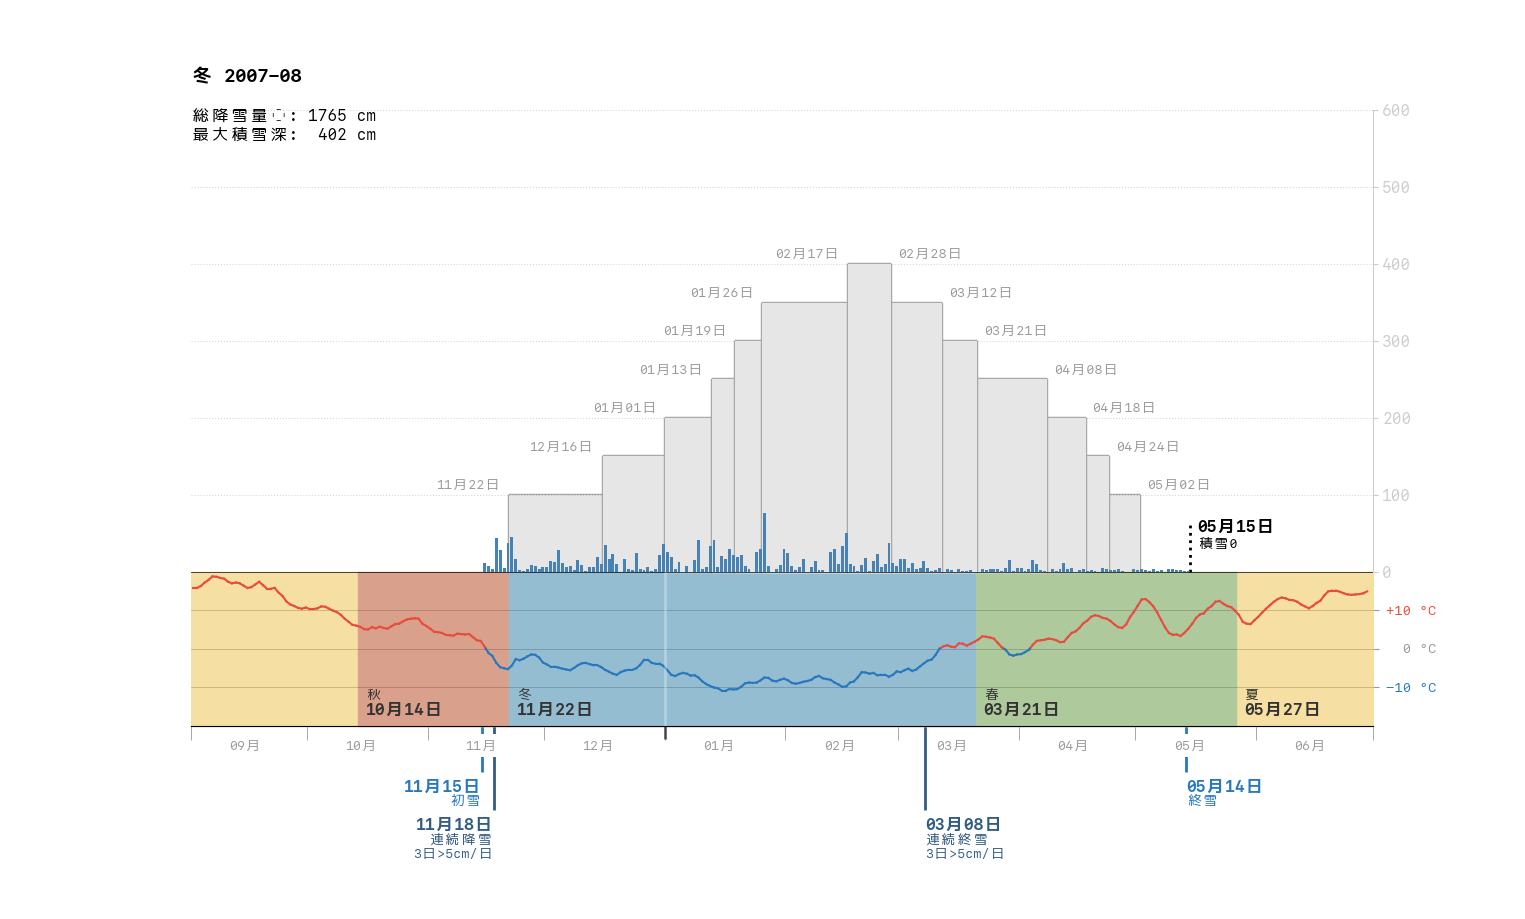 冬 2007–08
総降雪量: 1765 cm
最大積雪深: 402 cm
600
500
400
300
200
100
0
02月17日
02月28日
01月26日
03月12日
01月19日
03月21日
01月13日
04月08日
01月01日
04月18日
12月16日
04月24日
11月22日
05月02日
05月15日
積雪0
+10 °C
0 °C
−10 °C
秋
10月14日
冬
11月22日
春
03月21日
夏
05月27日
09月
10月
11月
12月
01月
02月
03月
04月
05月
06月
11月15日
初雪
05月14日
終雪
11月18日
連続降雪
3日>5cm/日
03月08日
連続終雪
3日>5cm/日